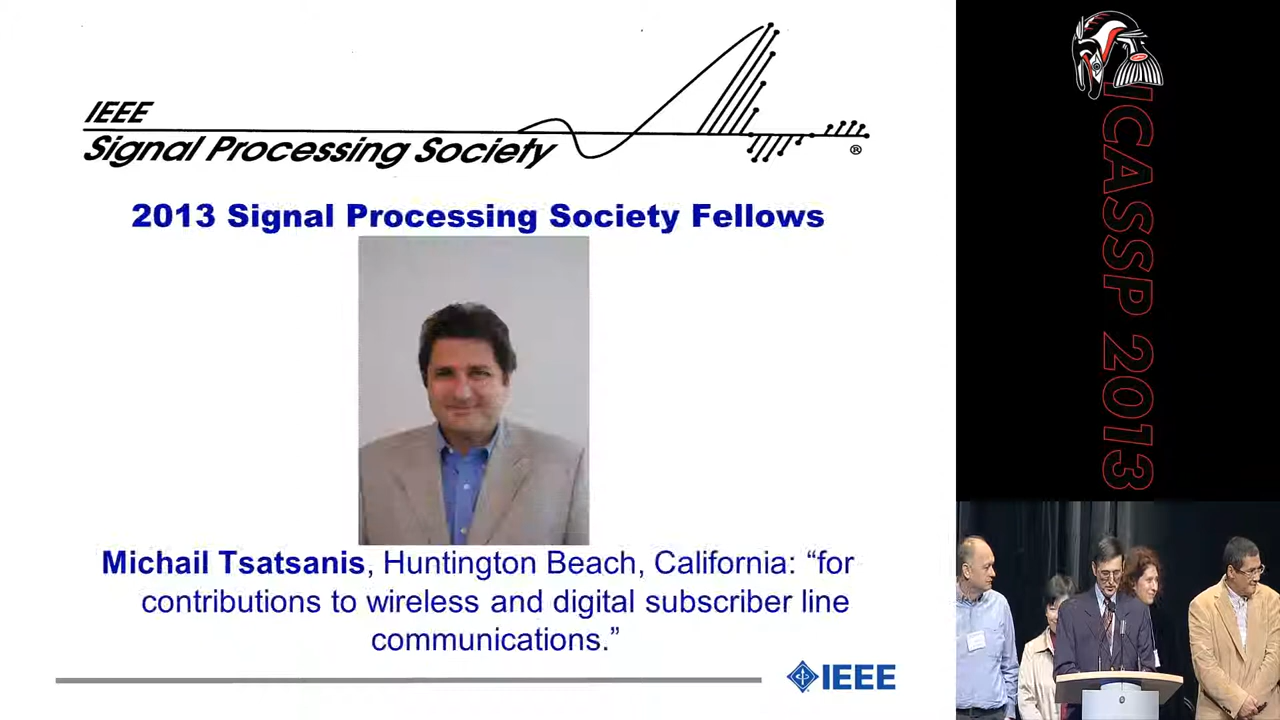 IEEE
Signal Processing Society
®
2013 Signal Processing Society Fellows
Michail Tsatsanis, Huntington Beach, California: “for
contributions to wireless and digital subscriber line
communications.”
IEEE
ICASSP 2013